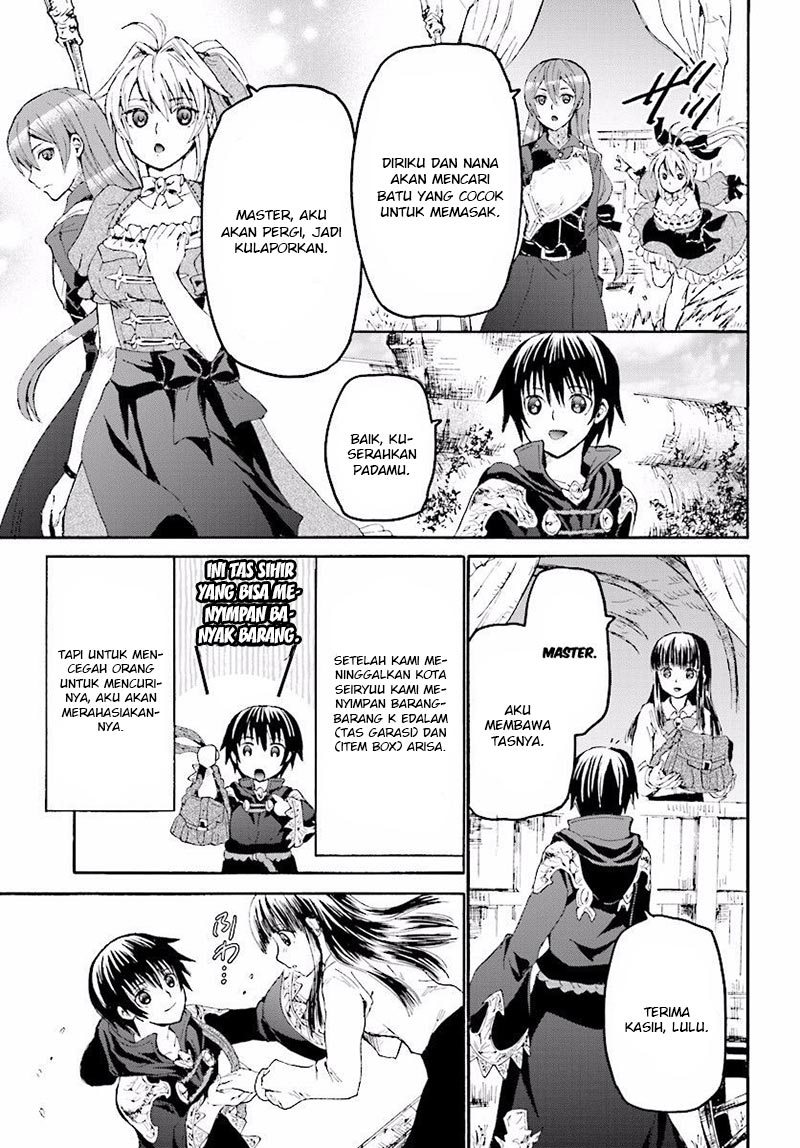 DIRIKU DAN NANA
AKAN MENCARI
BATU YANG COCOK
UNTUK MEMASAK.
MASTER, AKU
AKAN PERGI, JADI
KULAPORKAN.
BAIK, KU-
SERAHKAN
PADAMU.
MASTER.
AKU
MEMBAWA
TASNYA.
TERIMA
KASIH, LULU.
SETELAH KAMI ME-
NINGGALKAN KOTA
SEIRYUU KAMI ME-
NYIMPAN BARANG-
BARANG K EDALAM
(TAS GARASI) DAN
(ITEM BOX) ARISA.
INI TAS SIHIR
YANG BISA ME-
NYIMPAN BA-
NYAK BARANG.
TAPI UNTUK MEN-
CEGAH ORANG
UNTUK MENCURI-
NYA, AKU AKAN
MERAHASIAKAN-
NYA.
ふわ…